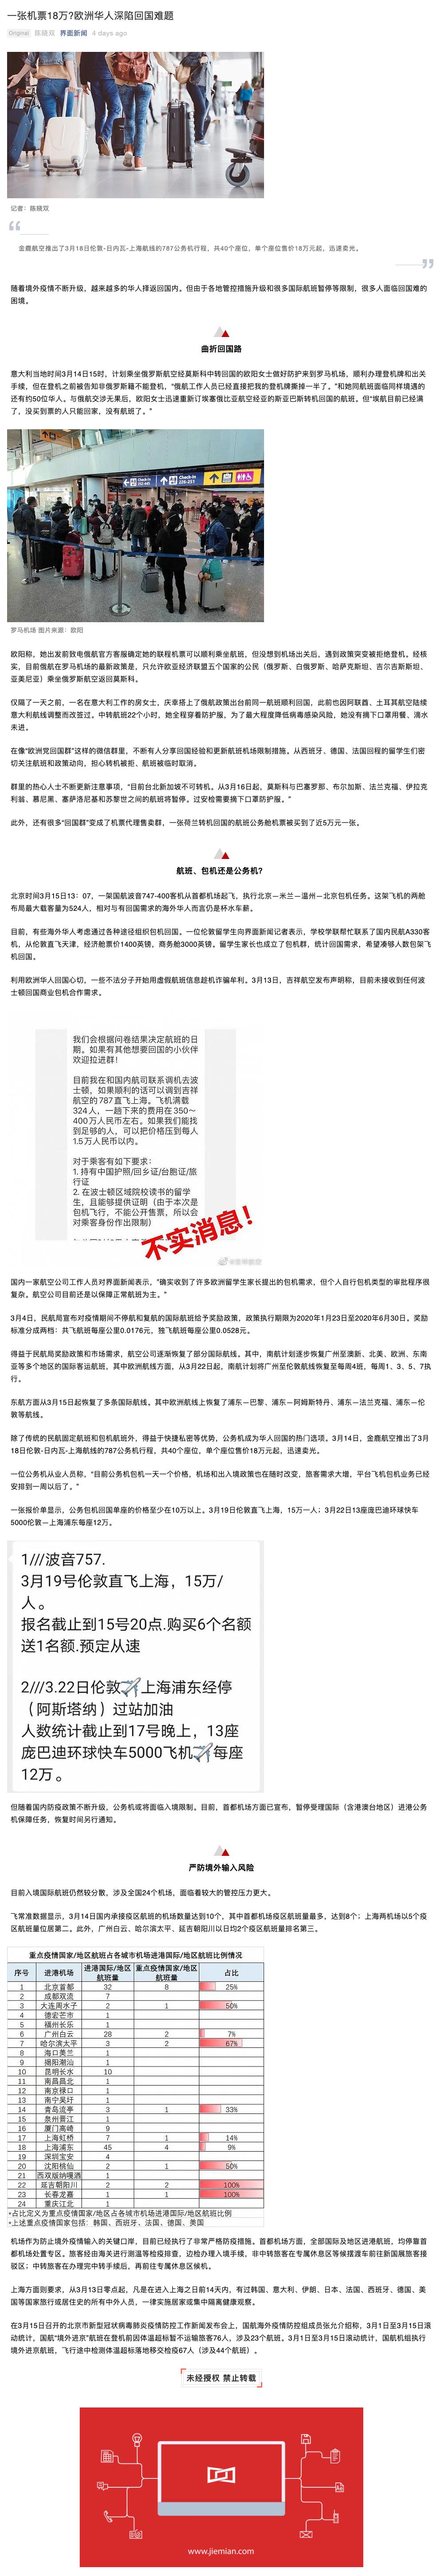 一张机票18万?欧洲华人深陷回国难题
Original 陈晓双 界面新闻 4 days ago
记者：陈晓双
金鹿航空推出了3月18日伦敦-日内瓦-上海航线的787公务机行程，共40个座位，单个座位售价18万元起，迅速卖光。
随着境外疫情不断升级，越来越多的华人择返回国内。但由于各地管控措施升级和很多国际航班暂停等限制，很多人面临回国难的
困境。
曲折回国路
意大利当地时间3月14日15时，计划乘坐俄罗斯航空经莫斯科中转回国的欧阳女士做好防护来到罗马机场，顺利办理登机牌和出关
手续，但在登机之前被告知非俄罗斯籍不能登机，“俄航工作人员已经直接把我的登机牌撕掉一半了。”和她同航班面临同样境遇的
还有约50位华人。与俄航交涉无果后，欧阳女士迅速重新订埃塞俄比亚航空经亚的斯亚巴斯转机回国的航班。但“埃航目前已经满
了，没买到票的人只能回家，没有航班了。”
罗马机场 图片来源：欧阳
欧阳称，她出发前致电俄航官方客服确定她的联程机票可以顺利乘坐航班，但没想到机场出关后，遇到政策突变被拒绝登机。经核
实，目前俄航在罗马机场的最新政策是，只允许欧亚经济联盟五个国家的公民（俄罗斯、白俄罗斯、哈萨克斯坦、吉尔吉斯斯坦、
亚美尼亚）乘坐俄罗斯航空返回莫斯科。
仅隔了一天之前，一名在意大利工作的房女士，庆幸搭上了俄航政策出台前同一航班顺利回国，此前也因阿联酋、土耳其航空陆续
意大利航线调整而改签过。中转航班22个小时，她全程穿着防护服，为了最大程度降低病毒感染风险，她没有摘下口罩用餐、滴水
未进。
在像“欧洲党回国群”这样的微信群里，不断有人分享回国经验和更新航班机场限制措施。从西班牙、德国、法国回程的留学生们密
切关注航班和政策动向，担心转机被拒、航班被临时取消。
群里的热心人士不断更新注意事项，“目前台北新加坡不可转机。从3月16日起，莫斯科与巴塞罗那、布尔加斯、法兰克福、伊拉克
利翁、慕尼黑、塞萨洛尼基和苏黎世之间的航班将暂停。过安检需要摘下口罩防护服。”
此外，还有很多“回国群”变成了机票代理售卖群，一张荷兰转机回国的航班公务舱机票被买到了近5万元一张。
航班、包机还是公务机?
北京时间3月15日13：07，一架国航波音747-400客机从首都机场起飞，执行北京—米兰—温州—北京包机任务。这架飞机的两舱
布局最大载客量为524人，相对与有回国需求的海外华人而言仍是杯水车薪。
目前，有些海外华人考虑通过各种途径组织包机回国。一位伦敦留学生向界面新闻记者表示，学校学联帮忙联系了国内民航A330客
机，从伦敦直飞天津，经济舱票价1400英镑，商务舱3000英镑。留学生家长也成立了包机群，统计回国需求，希望凑够人数包架飞
机回国。
利用欧洲华人回国心切，一些不法分子开始用虚假航班信息趁机诈骗牟利。3月13日，吉祥航空发布声明称，目前未接收到任何波
士顿回国商业包机合作需求。
我们会根据问卷结果决定航班的日
期。如果有其他想要回国的小伙伴
欢迎拉进群！
目前我在和国内航司联系调机去波
士顿，如果顺利的话可以调到吉祥
航空的787直飞上海。飞机满载
324人，一趟下来的费用在350～
400万人民币左右。如果我们能找
到足够的人，可以把价格压到每人
1.5万人民币以内。
对于乘客有如下要求：
1. 持有中国护照/回乡证/台胞证/旅
行证
2. 在波士顿区域院校读书的留学
生，且能够提供证明（由于本次是
包机飞行，不能公开售票，所以会
对乘客身份作出限制）
不实消息！
@吉祥航空
国内一家航空公司工作人员对界面新闻表示，“确实收到了许多欧洲留学生家长提出的包机需求，但个人自行包机类型的审批程序很
复杂。航空公司目前还是以保障正常航班为主。”
3月4日，民航局宣布对疫情期间不停航和复航的国际航班给予奖励政策，政策执行期限为2020年1月23日至2020年6月30日。奖励
标准分成两档：共飞航班每座公里0.0176元，独飞航班每座公里0.0528元。
得益于民航局奖励政策和市场需求，航空公司逐渐恢复了部分国际航线。其中，南航计划逐步恢复广州至澳新、北美、欧洲、东南
亚等多个地区的国际客运航班，其中欧洲航线方面，从3月22日起，南航计划将广州至伦敦航线恢复至每周4班，每周1、3、5、7执
行。
东航方面从3月15日起恢复了多条国际航线。其中欧洲航线上恢复了浦东—巴黎、浦东—阿姆斯特丹、浦东—法兰克福、浦东—伦
敦等航线。
除了传统的民航固定航班和包机航班外，得益于快捷私密等优势，公务机成为华人回国的热门选项。3月14日，金鹿航空推出了3月
18日伦敦-日内瓦-上海航线的787公务机行程，共40个座位，单个座位售价18万元起，迅速卖光。
一位公务机从业人员称，“目前公务机包机一天一个价格，机场和出入境政策也在随时改变，旅客需求大增，平台飞机包机业务已经
安排到一周以后了。”
一张报价单显示，公务包机回国单座的价格至少在10万以上。3月19日伦敦直飞上海，15万一人；3月22日13座庞巴迪环球快车
5000伦敦—上海浦东每座12万。
1///波音757.
3月19号伦敦直飞上海，15万/
人。
报名截止到15号20点.购买6个名额
送1名额.预定从速
2///3.22日伦敦✈️上海浦东经停
（阿斯塔纳）过站加油
人数统计截止到17号晚上，13座
庞巴迪环球快车5000飞机✈️每座
12万。
但随着国内防疫政策不断升级，公务机或将面临入境限制。目前，首都机场方面已宣布，暂停受理国际（含港澳台地区）进港公务
机保障任务，恢复时间另行通知。
严防境外输入风险
目前入境国际航班仍然较分散，涉及全国24个机场，面临着较大的管控压力更大。
飞常准数据显示，3月14日国内承接疫区航班的机场数量达到10个，其中首都机场疫区航班量最多，达到8个；上海两机场以5个疫
区航班量位居第二。此外，广州白云、哈尔滨太平、延吉朝阳川以日均2个疫区航班量排名第三。
重点疫情国家/地区航班占各城市机场进港国际/地区航班比例情况
序号 进港机场 进港国际/地区航班量 重点疫情国家/地区航班量 占比
1 北京首都 32 8 25%
2 成都双流 7
3 大连周水子 2 1 50%
4 德宏芒市 1
5 福州长乐 1
6 广州白云 28 2 7%
7 哈尔滨太平 3 2 67%
8 海口美兰 1
9 揭阳潮汕 1
10 昆明长水 10
11 南昌昌北 1
12 南京禄口 1
13 南宁吴圩 1
14 青岛流亭 3 1 33%
15 泉州晋江 1
16 厦门高崎 9
17 上海虹桥 7 1 14%
18 上海浦东 45 4 9%
19 深圳宝安 4
20 沈阳桃仙 2 1 50%
21 西双版纳嘎洒 1
22 延吉朝阳川 2 2 100%
23 长春龙嘉 1 1 100%
24 重庆江北 1
*占比定义为重点疫情国家/地区占各城市机场进港国际/地区航班比例
*上述重点疫情国家包括：韩国、西班牙、法国、德国、美国
机场作为防止境外疫情输入的关键口岸，目前已经执行了非常严格防疫措施。首都机场方面，全部国际及地区进港航班，均停靠首
都机场处置专区。旅客经由海关进行测温等检疫排查，边检办理入境手续，非中转旅客在专属休息区等候摆渡车前往新国展旅客接
驳区；中转旅客在办理完中转手续后，再前往专属休息区候机。
上海方面则要求，从3月13日零点起，凡是在进入上海之日前14天内，有过韩国、意大利、伊朗、日本、法国、西班牙、德国、美
国等国家旅行或居住史的所有中外人员，一律实施居家或集中隔离健康观察。
在3月15日召开的北京市新型冠状病毒肺炎疫情防控工作新闻发布会上，国航海外疫情防控组成员张允介绍称，3月1日至3月15日滚
动统计，国航“境外进京”航班在登机前因体温超标暂不运输旅客76人，涉及23个航班。3月1日至3月15日滚动统计，国航机组执行
境外进京航班，飞行途中检测体温超标落地移交检疫67人（涉及44个航班）。
未经授权 禁止转载
www.jiemian.com